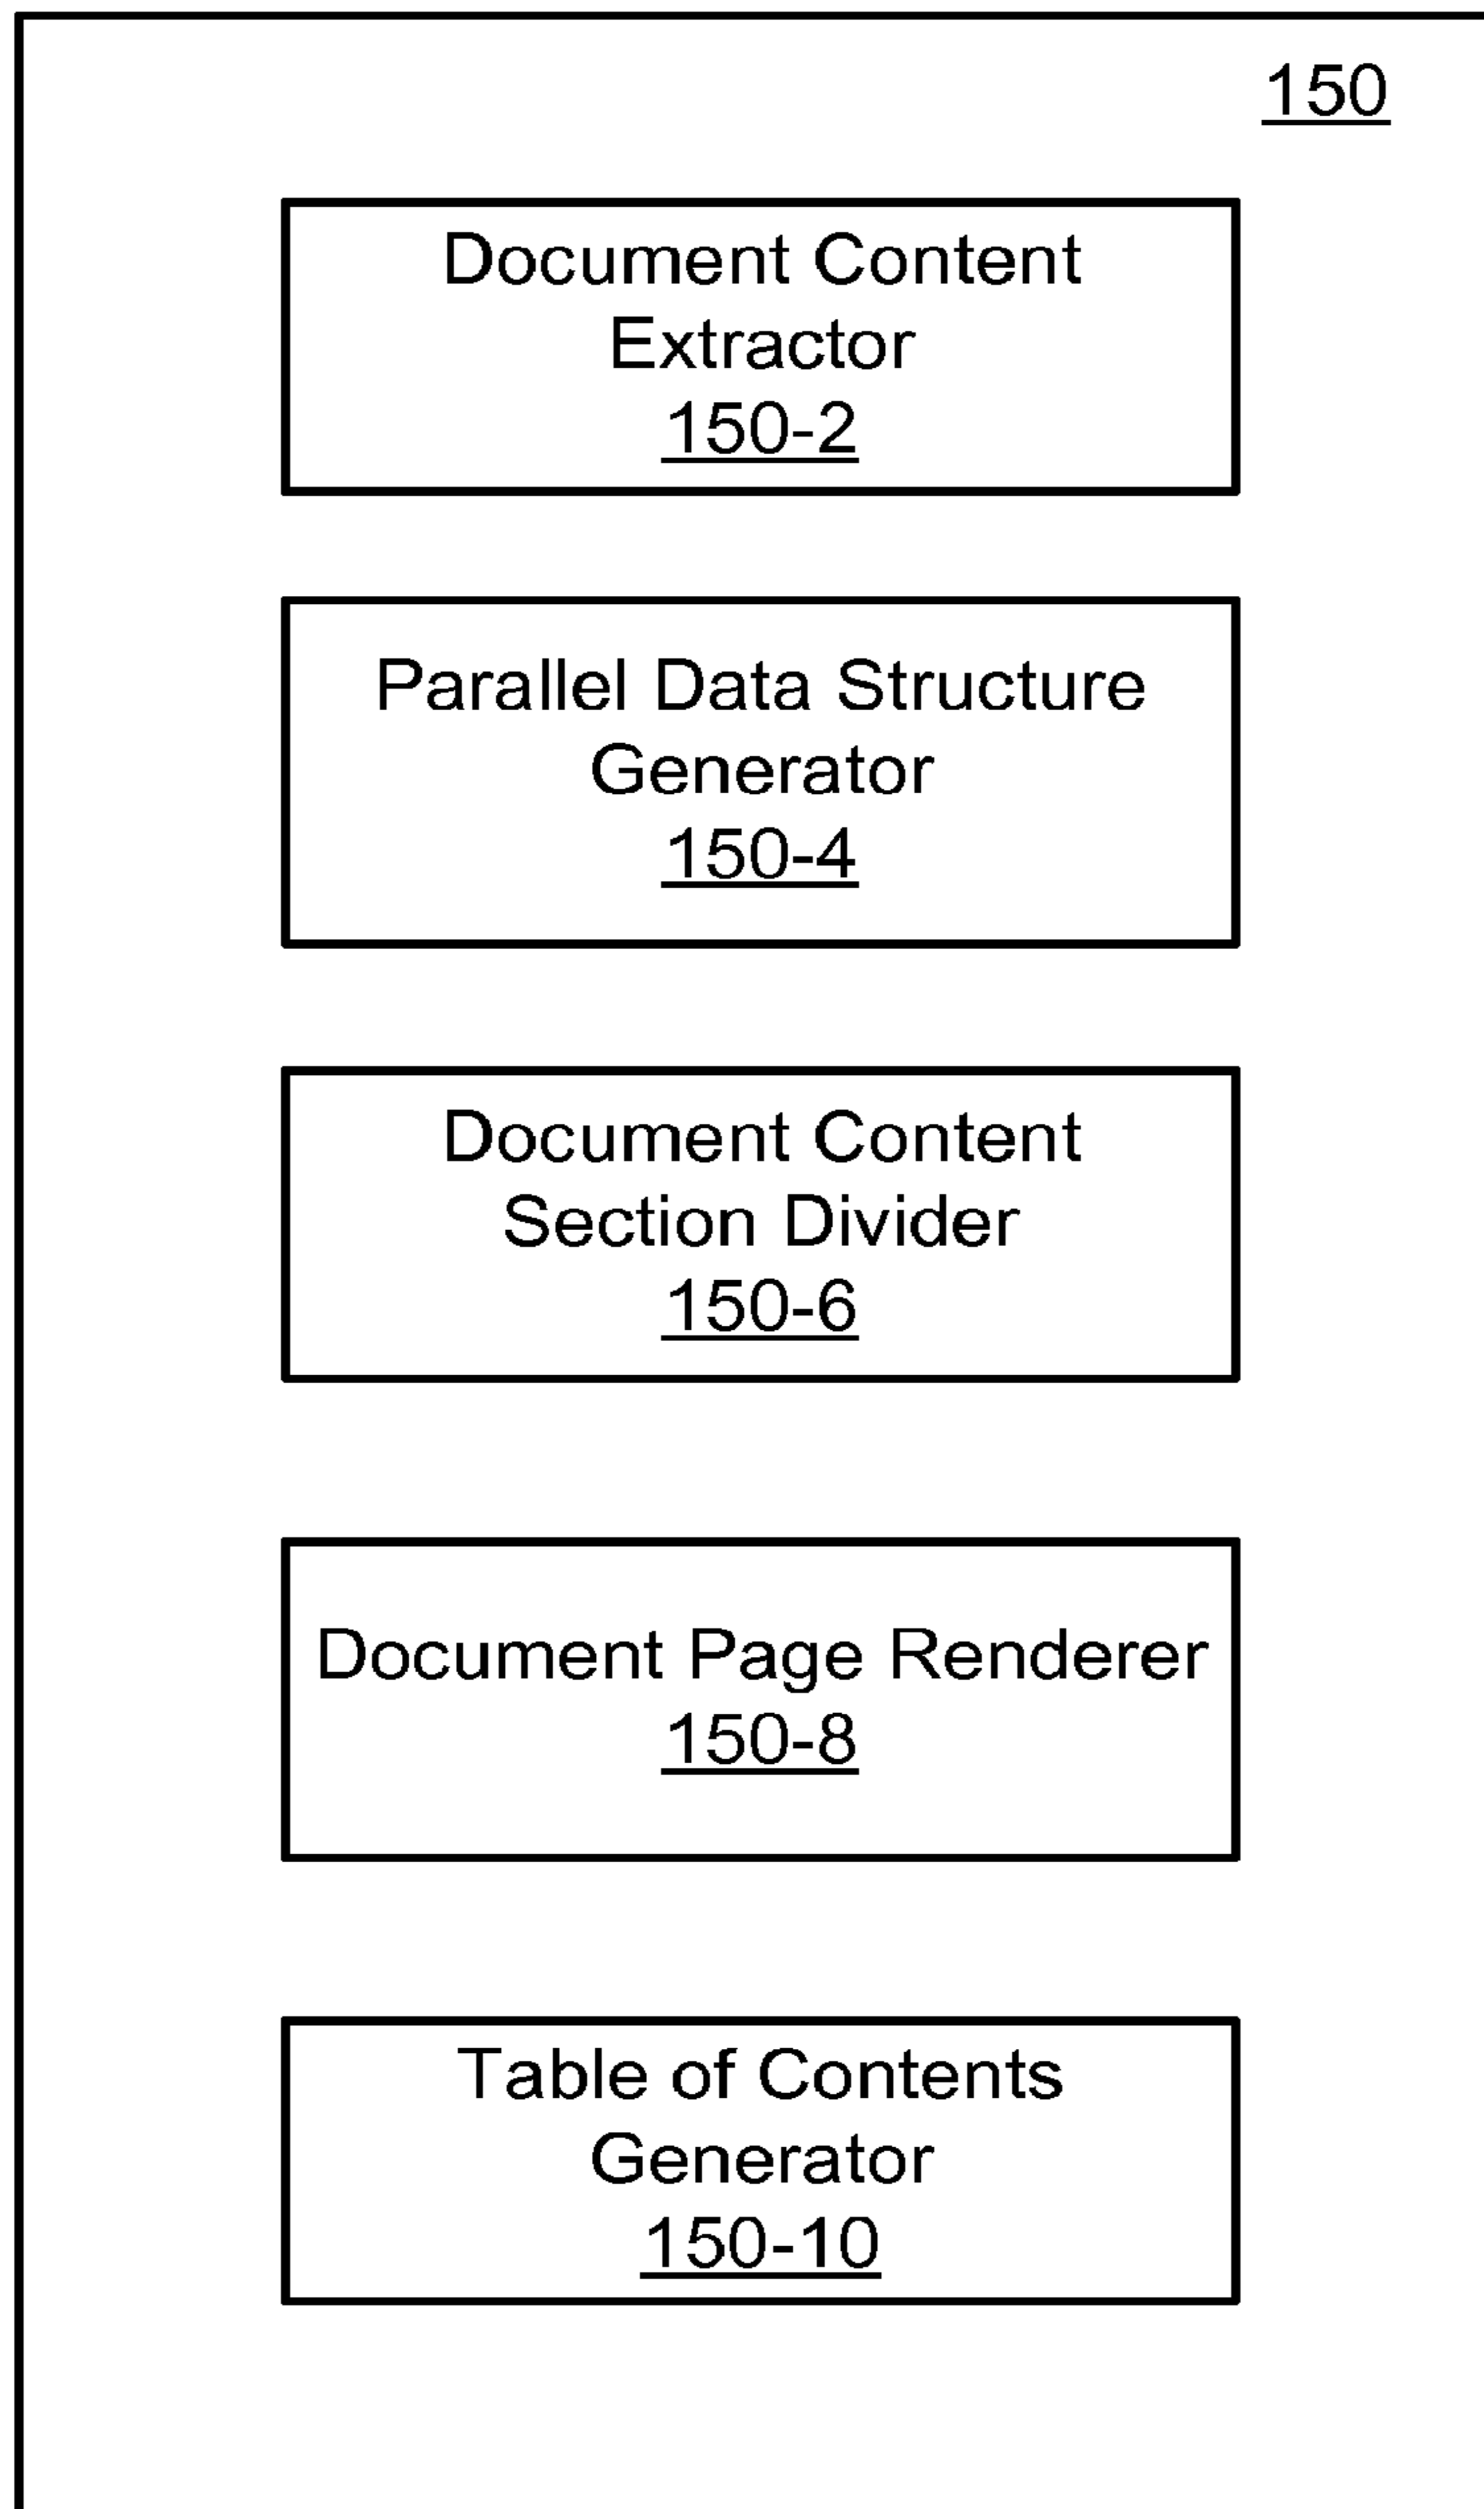 150
Document Content
Extractor
150-2
Parallel Data Structure
Generator
150-4
Document Content
Section Divider
150-6
Document Page Renderer
150-8
Table of Contents
Generator
150-10